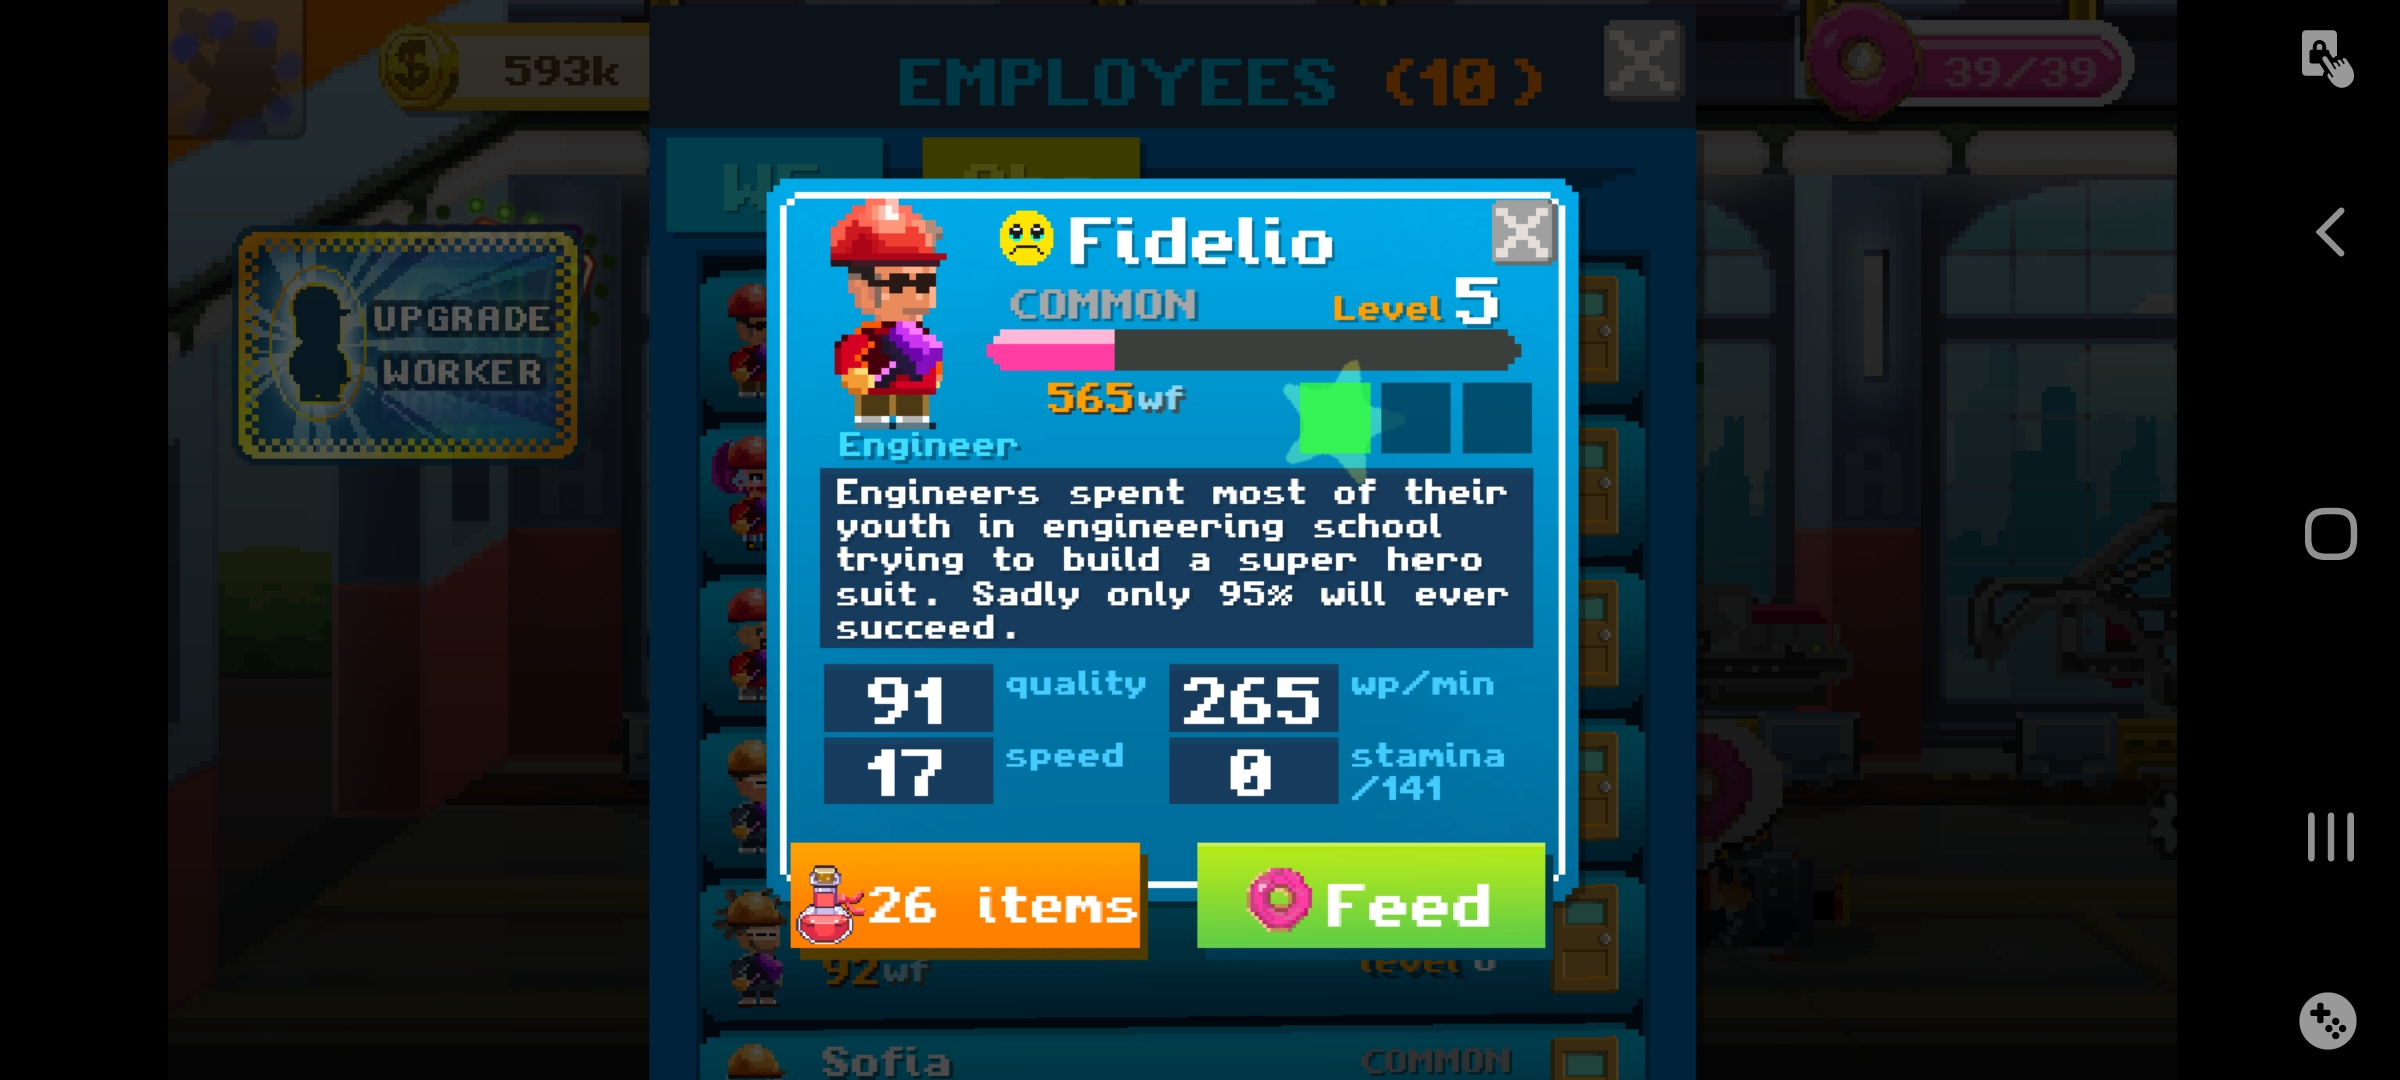 593k
EMPLOYEES (10)
39/39
UPGRADE
WORKER
Fidelio
COMMON
Level 5
565wf
Engineer
Engineers spent most of their
youth in engineering school
trying to build a super hero
suit. Sadly only 95% will ever
succeed.
91 quality
265 wp/min
17 speed
0 stamina
/141
26 items
Feed
92wf
level
Sofia
COMMON